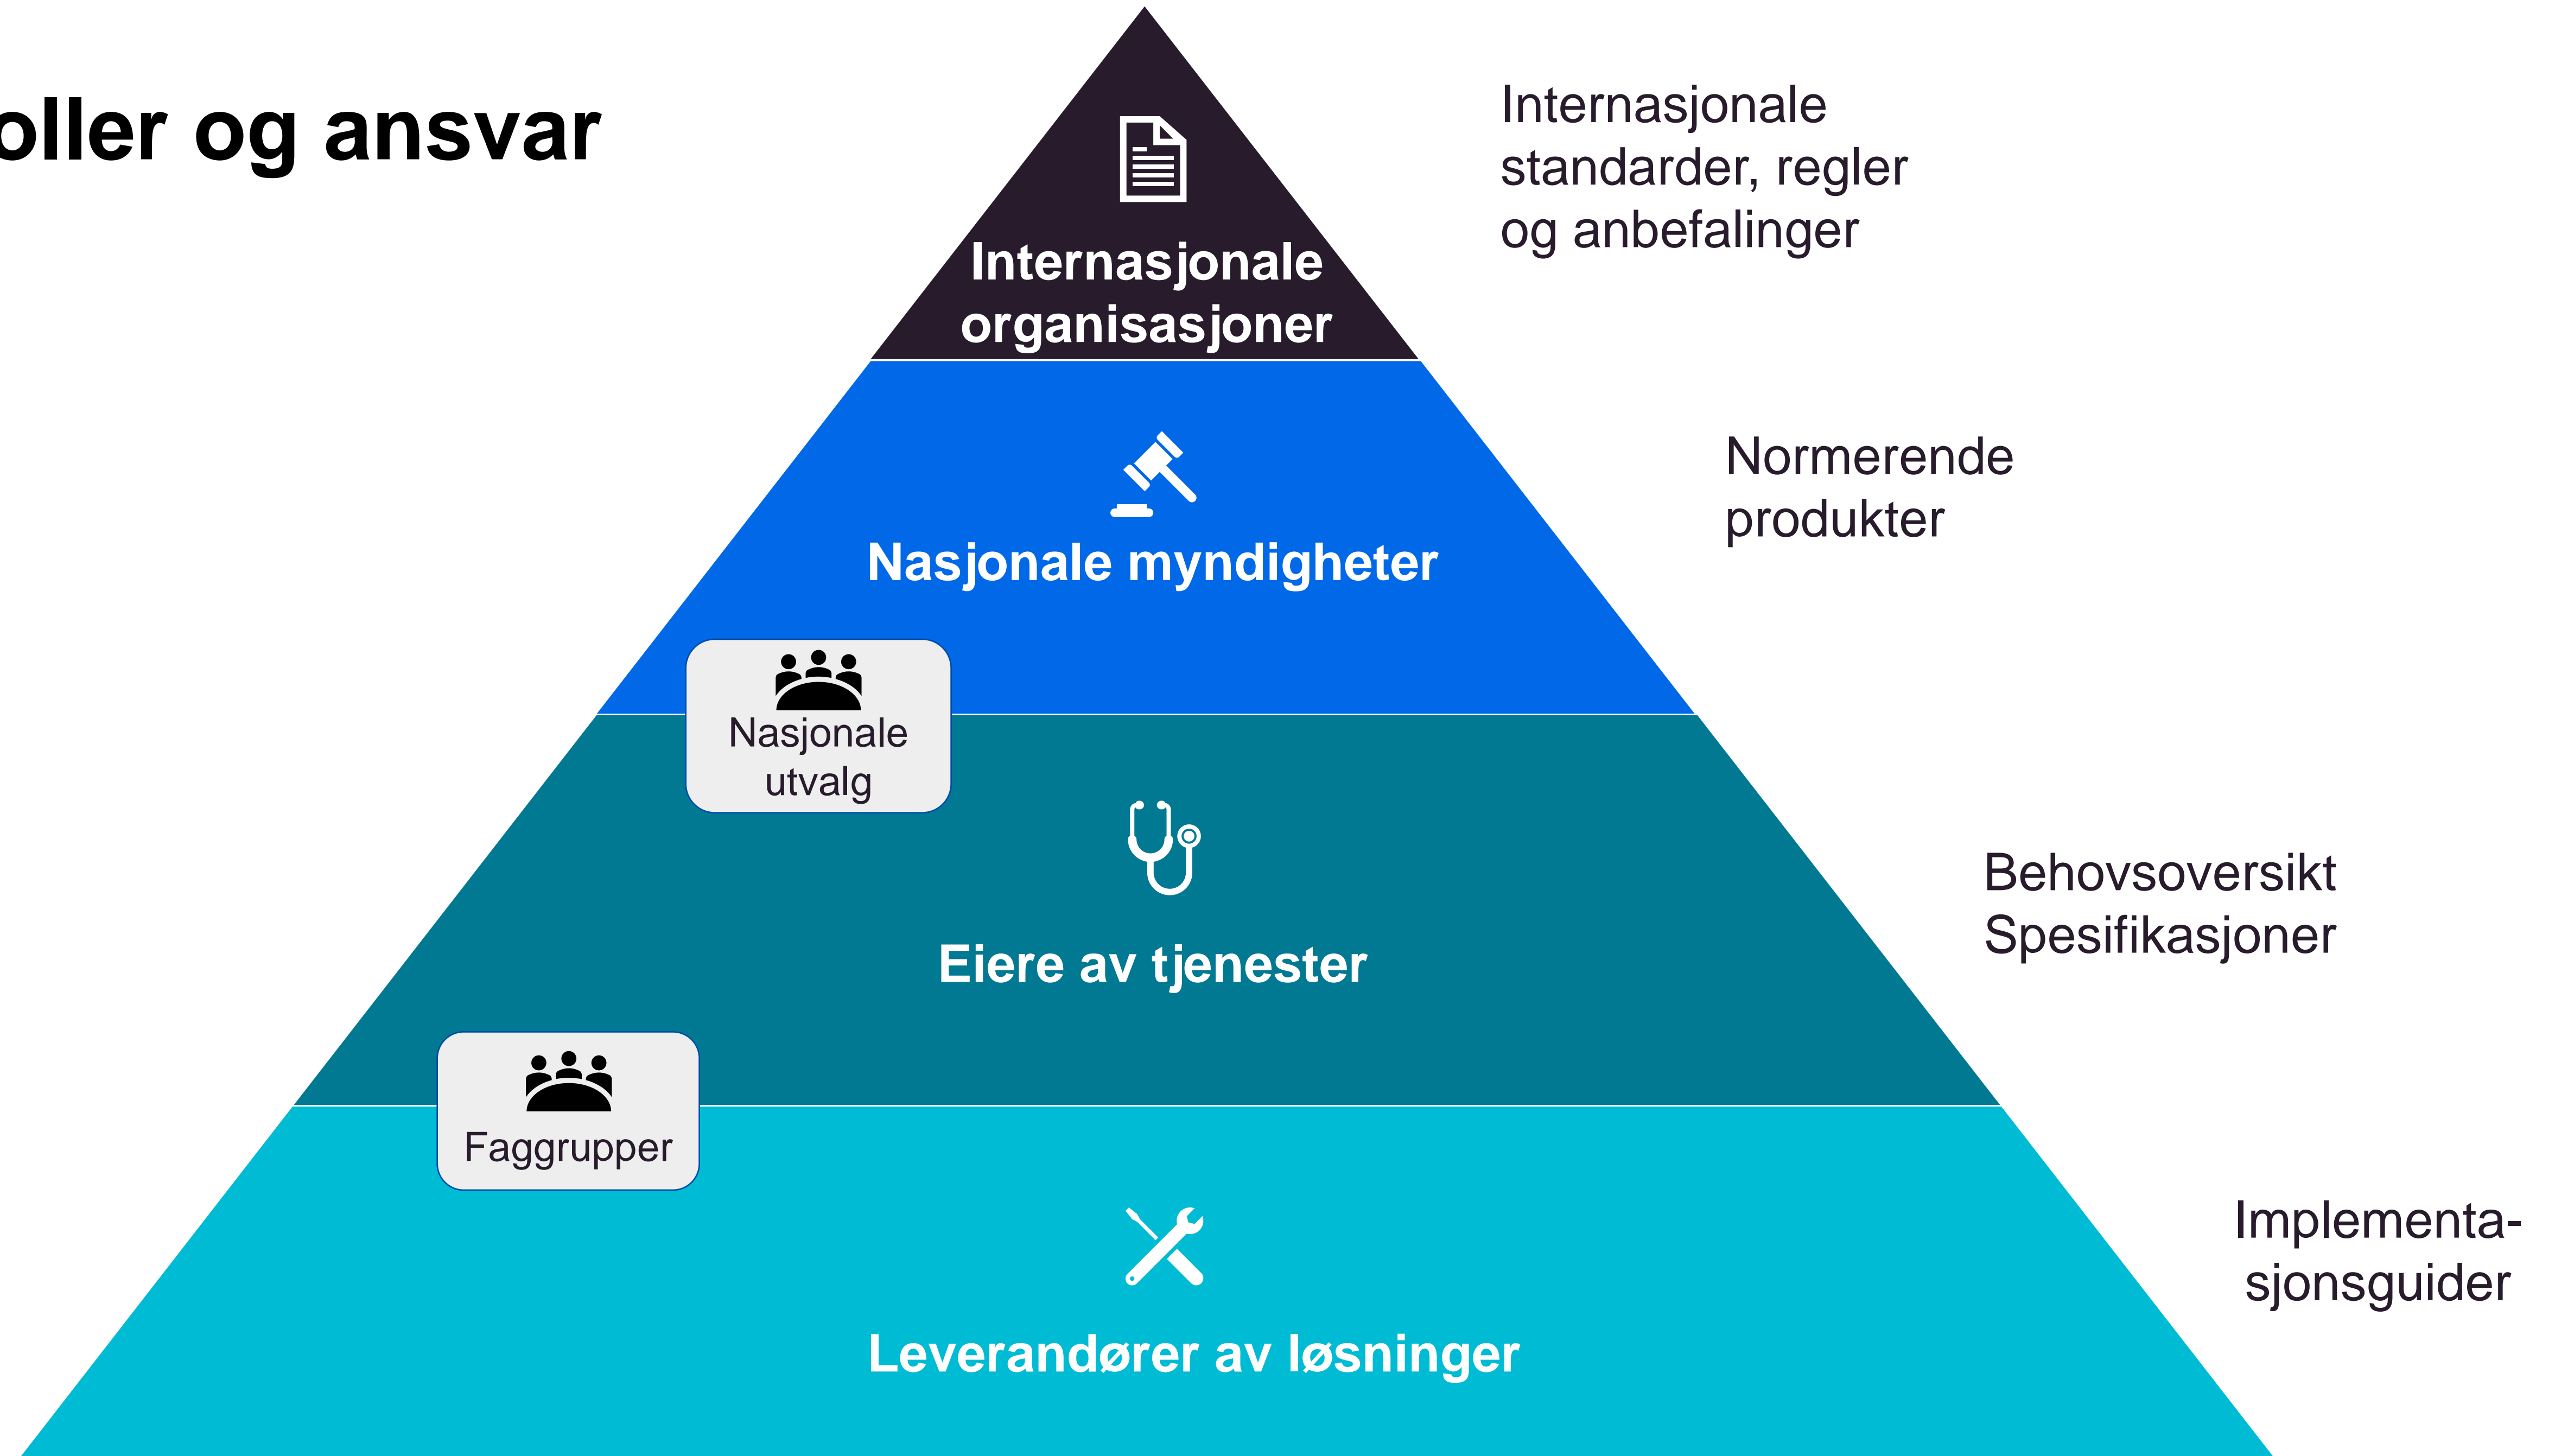 oller og ansvar
Internasjonale
standarder, regler
og anbefalinger
Internasjonale
organisasjoner
Normerende
produkter
Nasjonale myndigheter
Nasjonale
utvalg
Behovsoversikt
Spesifikasjoner
Eiere av tjenester
Faggrupper
Implementa-
sjonsguider
Leverandører av løsninger